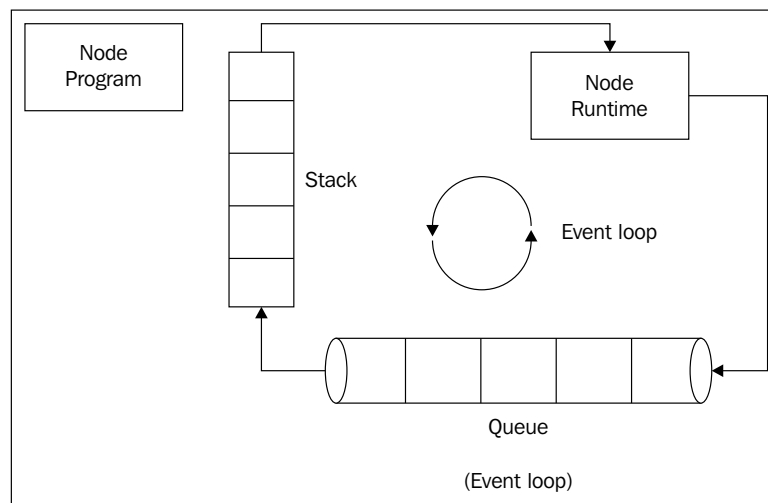 Node
Program
Node
Runtime
Stack
Event loop
Queue
(Event loop)